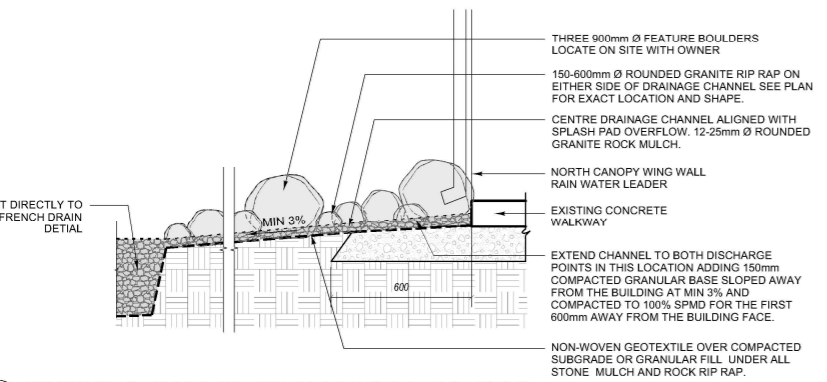 THREE 900mm Ø FEATURE BOULDERS
LOCATE ON SITE WITH OWNER
150-600mm Ø ROUNDED GRANITE RIP RAP ON
EITHER SIDE OF DRAINAGE CHANNEL SEE PLAN
FOR EXACT LOCATION AND SHAPE.
CENTRE DRAINAGE CHANNEL ALIGNED WITH
SPLASH PAD OVERFLOW. 12-25mm Ø ROUNDED
GRANITE ROCK MULCH.
NORTH CANOPY WING WALL
RAIN WATER LEADER
EXISTING CONCRETE
WALKWAY
EXTEND CHANNEL TO BOTH DISCHARGE
POINTS IN THIS LOCATION ADDING 150mm
COMPACTED GRANULAR BASE SLOPED AWAY
FROM THE BUILDING AT MIN 3% AND
COMPACTED TO 100% SPMD FOR THE FIRST
600mm AWAY FROM THE BUILDING FACE.
NON-WOVEN GEOTEXTILE OVER COMPACTED
SUBGRADE OR GRANULAR FILL UNDER ALL
STONE MULCH AND ROCK RIP RAP.
T DIRECTLY TO
FRENCH DRAIN
DETIAL
MIN 3%
600